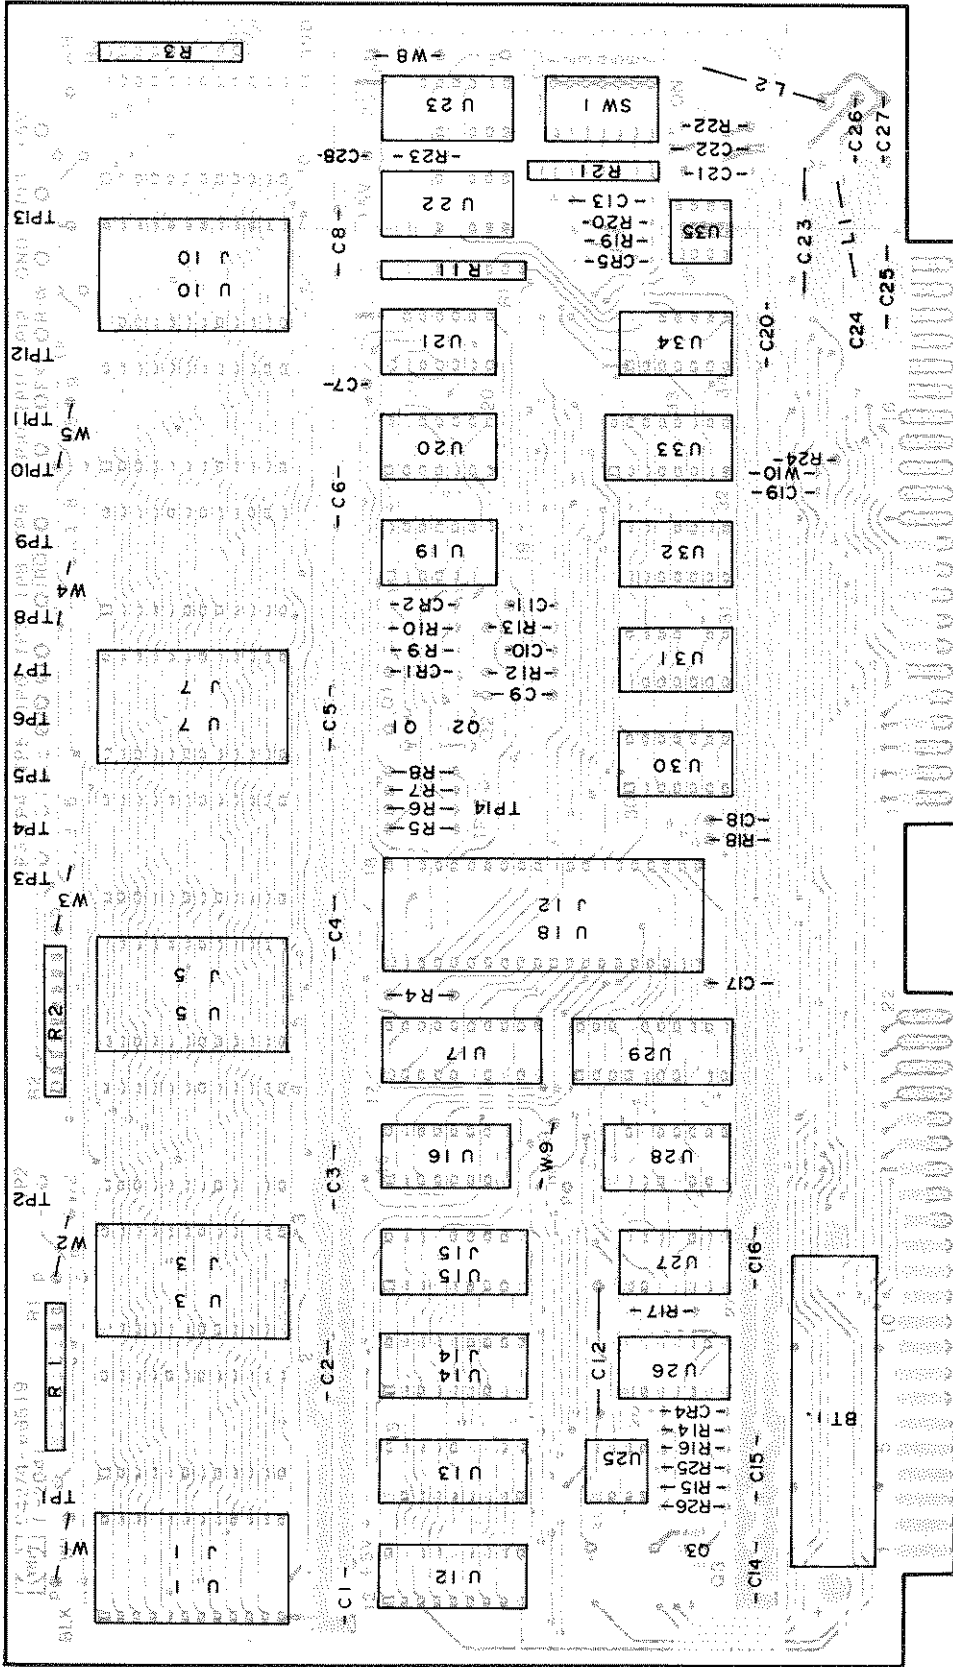 R3
-W8-
U23
SW1
L2
-C26-
-C27-
-R22-
-C22-
-C21-
-C28-
-R23-
R21
U22
-C13-
-R20-
-R19-
-CR5-
U35
-C23-
-L1-
-C25-
C24
TP13
J10
U10
-C8-
R11
U21
U34
-C20-
TP12
-C7-
TP11
W5
TP10
U20
U33
-R24-
-W10-
-C19-
-C6-
TP9
U19
U32
W4
TP8
-CR2-
-R10-
-R9-
-CR1-
-C11-
-R13-
-C10-
-R12-
-C9-
U31
TP7
J7
U7
TP6
-C5-
Q1
Q2
TP5
U30
-R8-
-R7-
-R6-
-R5-
TP14
TP4
-C18-
-R18-
TP3
W3
J12
U18
-C4-
R2
J5
U5
-R4-
-C17-
U17
U29
U16
-W9-
U28
-C3-
TP2
W2
J3
U3
J15
U15
U27
-C16-
-R17-
R1
-C2-
J14
U14
-C12-
U26
-CR4-
-R14-
-R16-
-R25-
-R15-
-R26-
BT1
U13
U25
-C15-
TP1
W1
J1
U1
-C1-
U12
Q3
-C14-